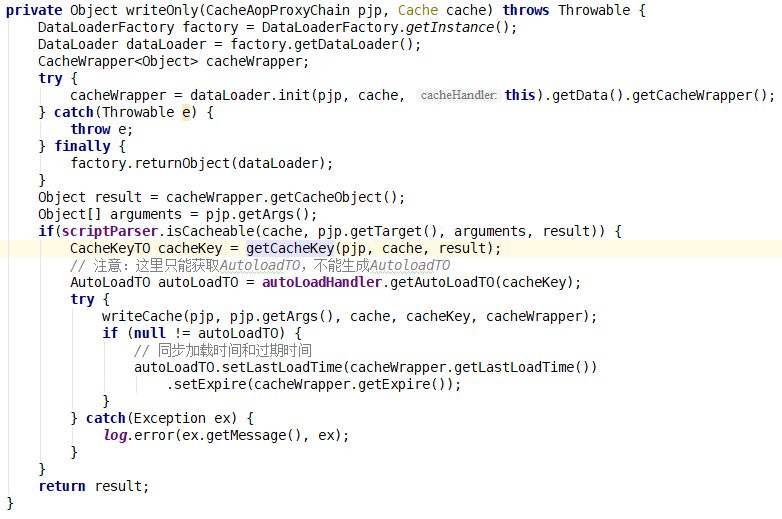 private Object writeOnly(CacheAopProxyChain pjp, Cache cache) throws Throwable {
    DataLoaderFactory factory = DataLoaderFactory.getInstance();
    DataLoader dataLoader = factory.getDataLoader();
    CacheWrapper<Object> cacheWrapper;
    try {
        cacheWrapper = dataLoader.init(pjp, cache, cacheHandler: this).getData().getCacheWrapper();
    } catch(Throwable e) {
        throw e;
    } finally {
        factory.returnObject(dataLoader);
    }
    Object result = cacheWrapper.getCacheObject();
    Object[] arguments = pjp.getArgs();
    if(scriptParser.isCacheable(cache, pjp.getTarget(), arguments, result)) {
        CacheKeyTO cacheKey = getCacheKey(pjp, cache, result);
        // 注意：这里只能获取AutoloadTO，不能生成AutoloadTO
        AutoLoadTO autoLoadTO = autoLoadHandler.getAutoLoadTO(cacheKey);
        try {
            writeCache(pjp, pjp.getArgs(), cache, cacheKey, cacheWrapper);
            if (null != autoLoadTO) {
                // 同步加载时间和过期时间
                autoLoadTO.setLastLoadTime(cacheWrapper.getLastLoadTime())
                    .setExpire(cacheWrapper.getExpire());
            }
        } catch(Exception ex) {
            log.error(ex.getMessage(), ex);
        }
    }
    return result;
}